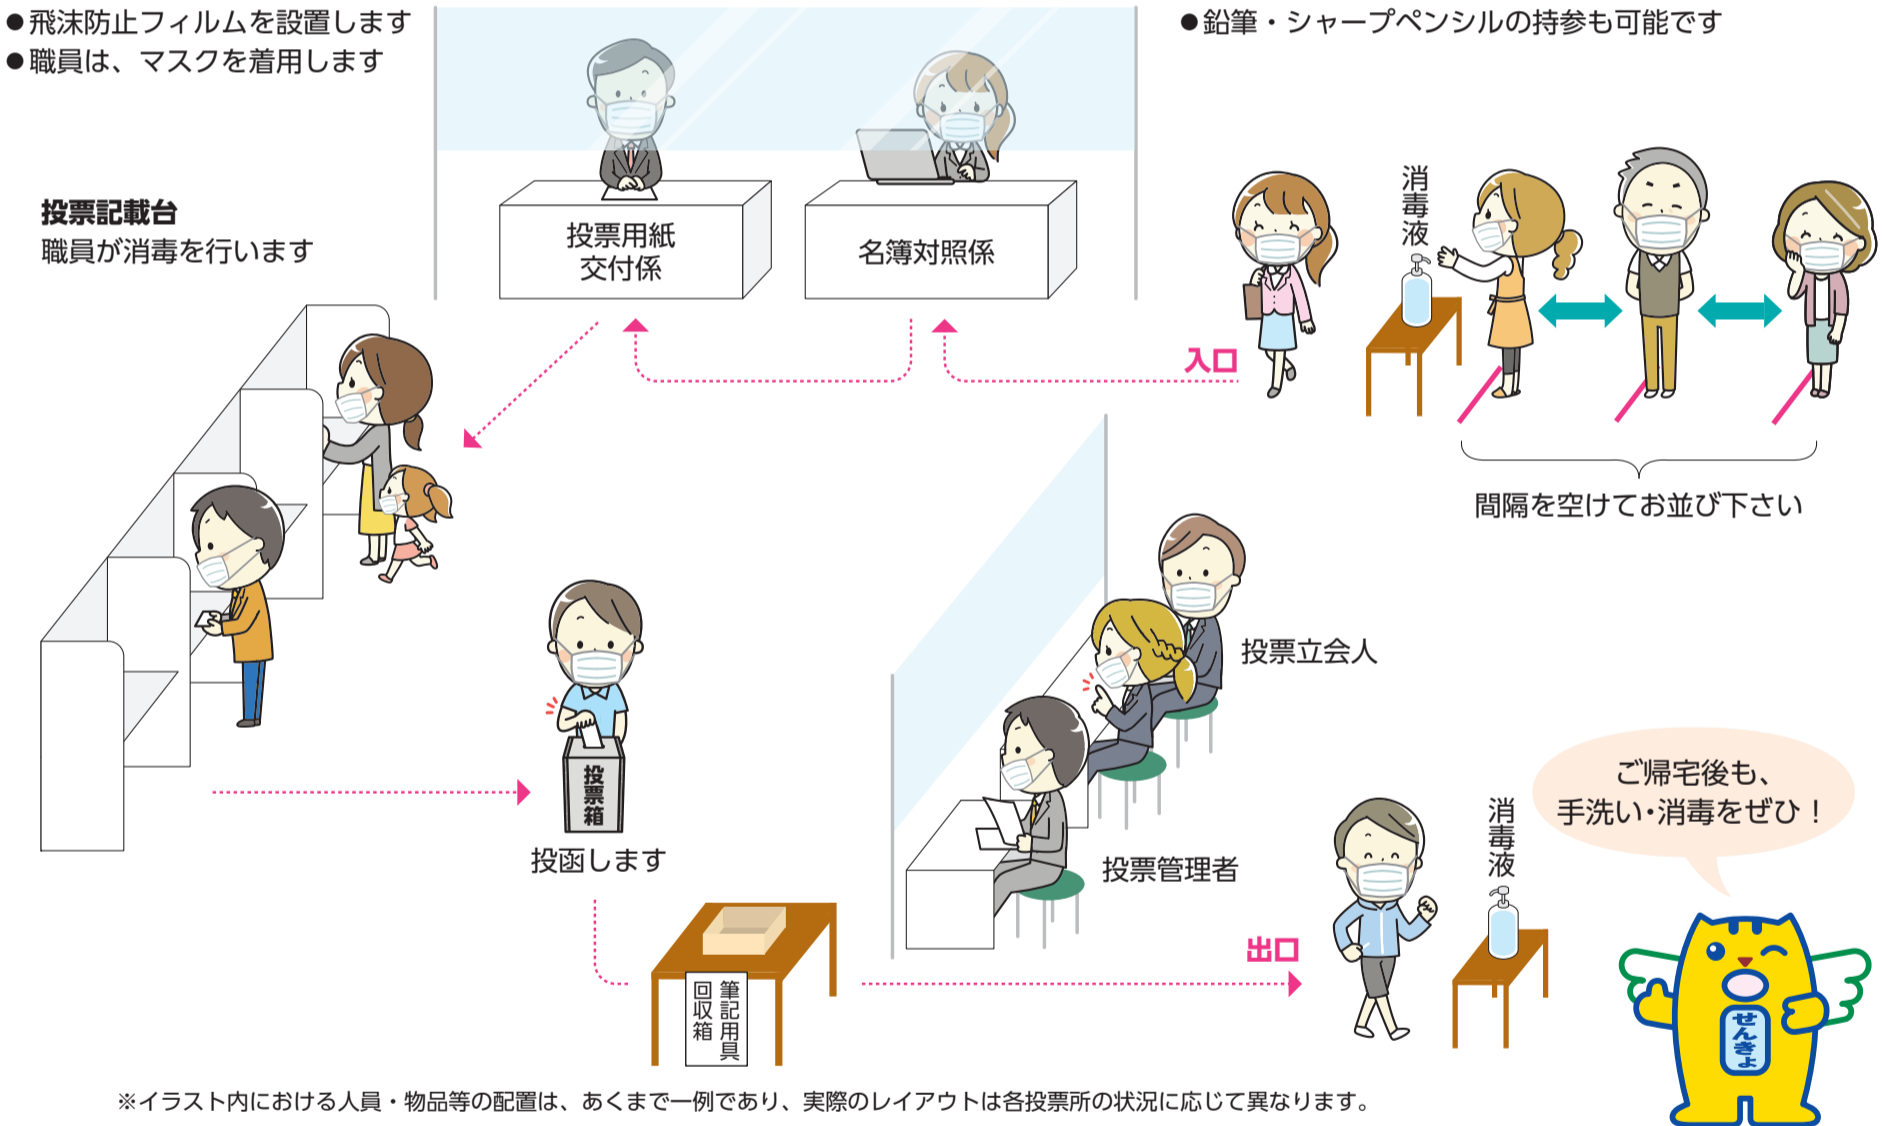 ●飛沫防止フィルムを設置します
●職員は、マスクを着用します
●鉛筆・シャープペンシルの持参も可能です
投票記載台
職員が消毒を行います
投票用紙
交付係
名簿対照係
入口
消毒液
間隔を空けてお並び下さい
投票箱
投函します
投票立会人
投票管理者
筆記用具
回収箱
出口
消毒液
ご帰宅後も、
手洗い・消毒をぜひ！
せんきょ
※イラスト内における人員・物品等の配置は、あくまで一例であり、実際のレイアウトは各投票所の状況に応じて異なります。